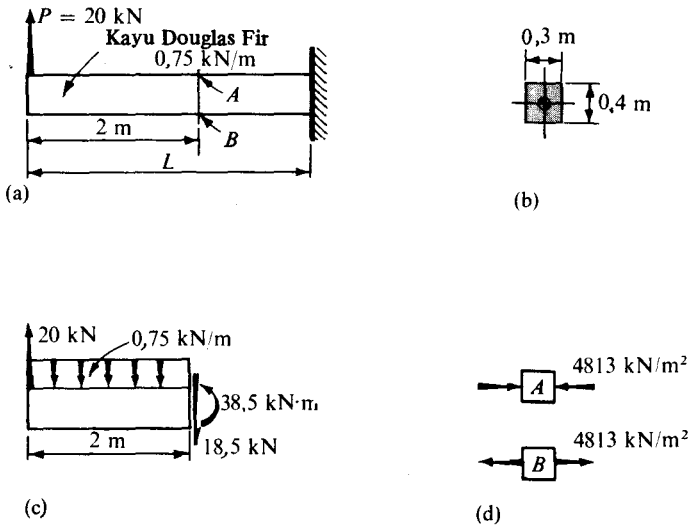 P = 20 kN
Kayu Douglas Fir
0,75 kN/m
A
2 m
B
L
(a)
0,3 m
0,4 m
(b)
20 kN
0,75 kN/m
38,5 kN·m
2 m
18,5 kN
(c)
4813 kN/m²
A
4813 kN/m²
B
(d)